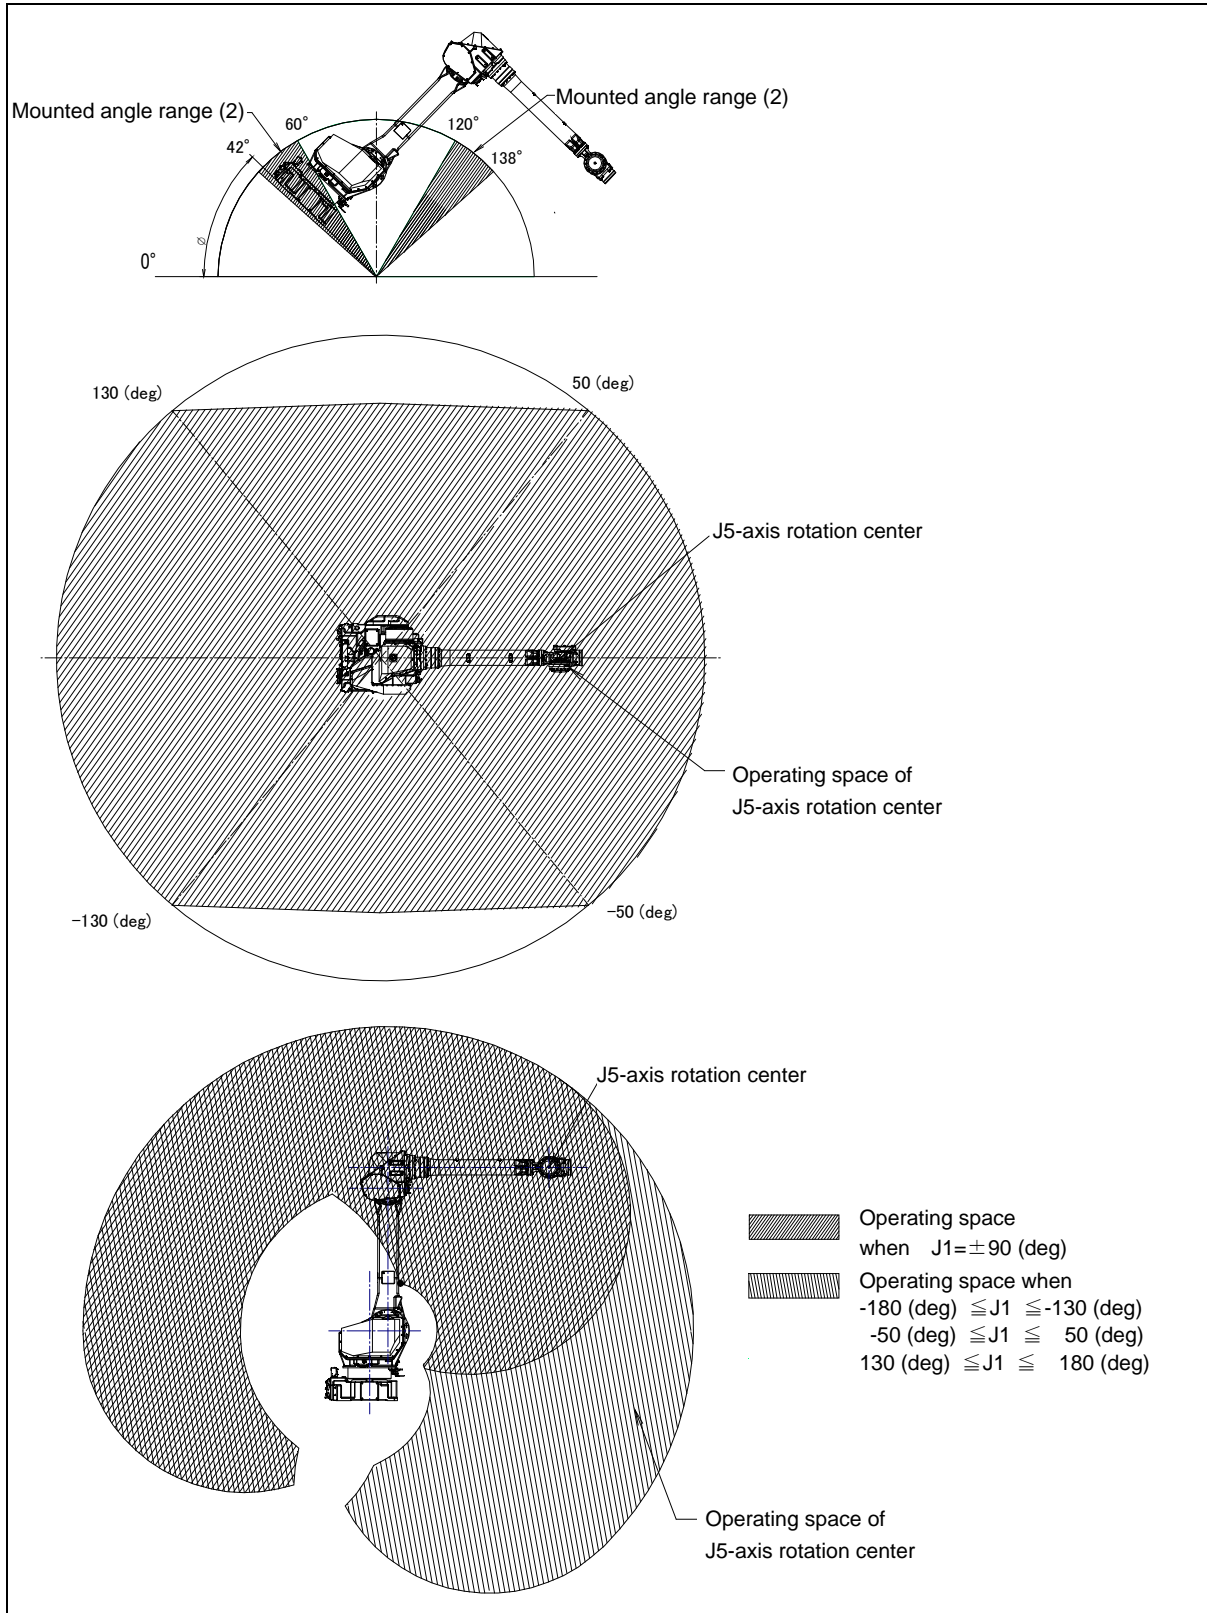 Mounted angle range (2)
60°
120°
Mounted angle range (2)
42°
138°
Ø
0°
130 (deg)
50 (deg)
J5-axis rotation center
Operating space of
J5-axis rotation center
-130 (deg)
-50 (deg)
J5-axis rotation center
Operating space
when J1=±90 (deg)
Operating space when
-180 (deg) ≦J1 ≦-130 (deg)
-50 (deg) ≦J1 ≦ 50 (deg)
130 (deg) ≦J1 ≦ 180 (deg)
Operating space of
J5-axis rotation center